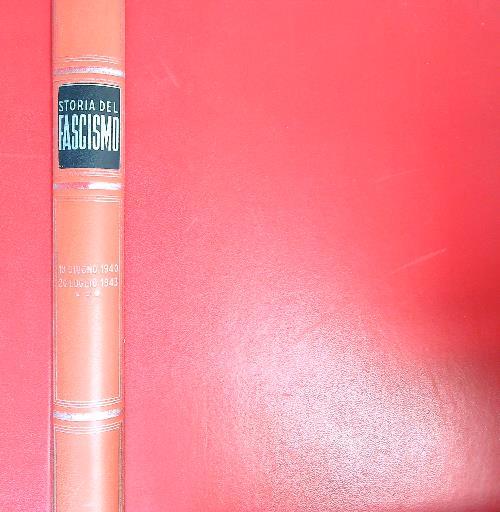 STORIA DEL
FASCISMO
10 GIUGNO 1940
25 LUGLIO 1943